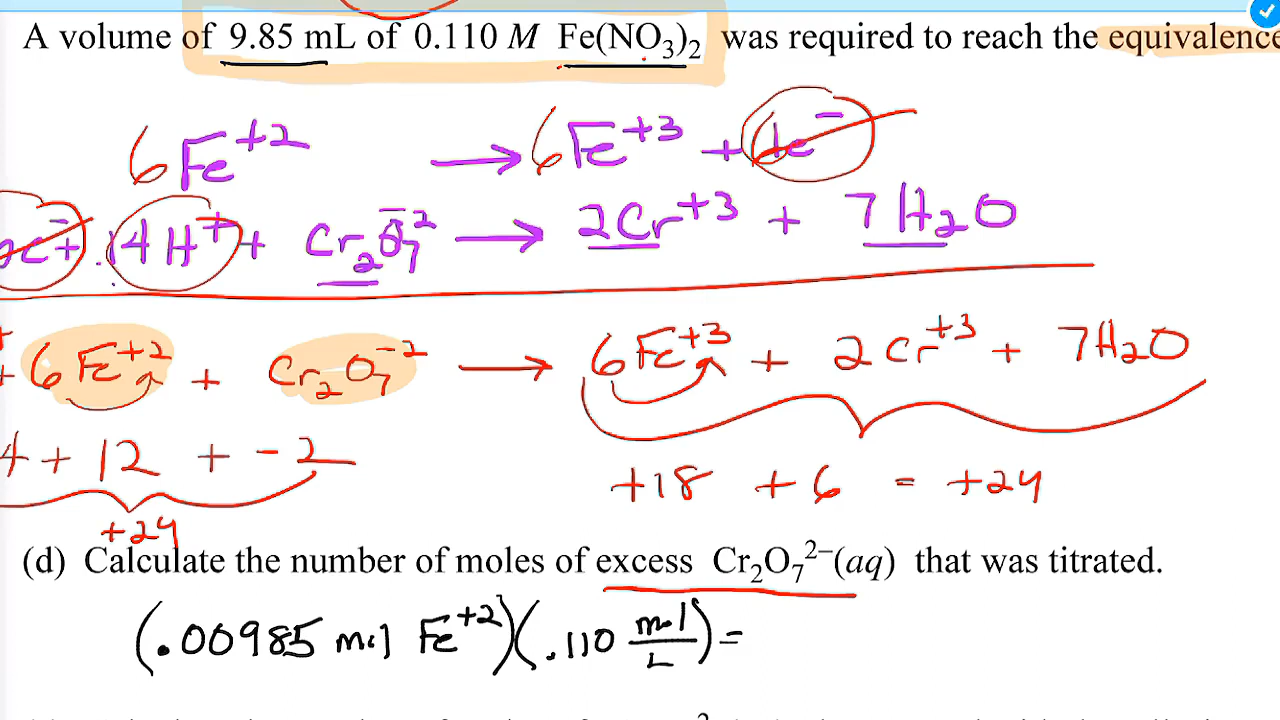 A volume of 9.85 mL of 0.110 M Fe(NO₃)₂ was required to reach the equivalence
6Fe⁺² → 6Fe⁺³ + 6e⁻
14H⁺ + Cr₂O₇⁻² → 2Cr⁺³ + 7H₂O
6Fe⁺² + Cr₂O₇⁻² → 6Fe⁺³ + 2Cr⁺³ + 7H₂O
4 + 12 + -2 +18 +6 = +24
+24
(d) Calculate the number of moles of excess Cr₂O₇²⁻(aq) that was titrated.
(.00985 mol Fe⁺²)(.110 mol/L) =